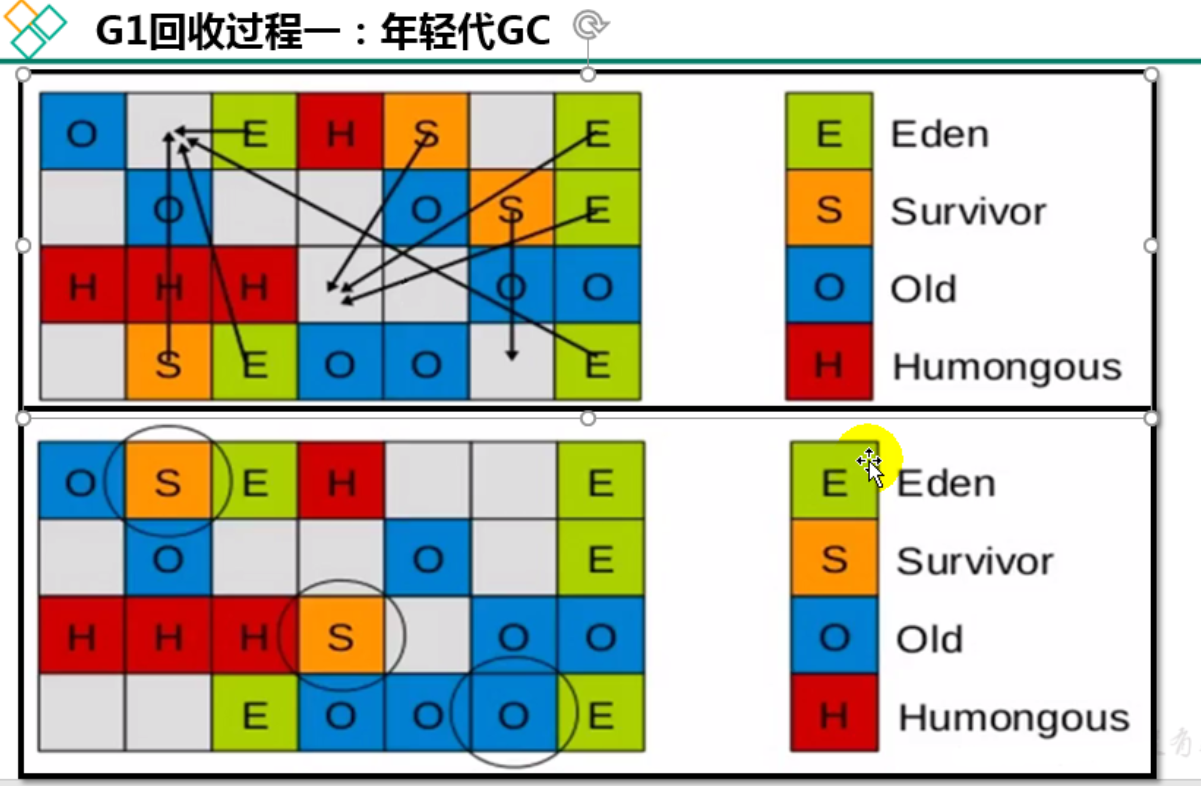 G1回收过程一：年轻代GC
O E H S E E Eden
O O S E S Survivor
H H H O O O Old
S E O O E H Humongous
O S E H E E Eden
O O E S Survivor
H H H S O O O Old
E O O O E H Humongous